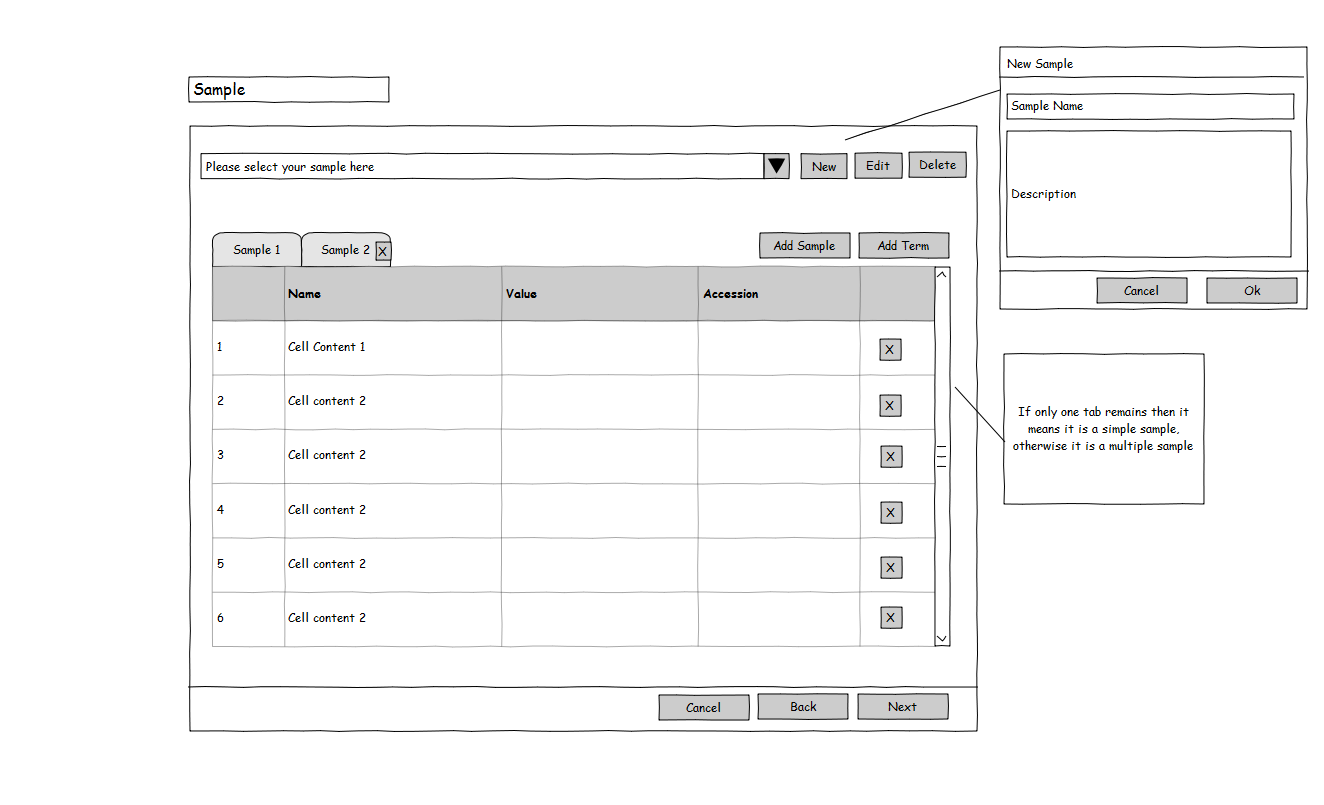 Sample
Please select your sample here
New
Edit
Delete
Sample 1
Sample 2
X
Add Sample
Add Term
Name
Value
Accession
1
Cell Content 1
X
2
Cell content 2
X
3
Cell content 2
X
4
Cell content 2
X
5
Cell content 2
X
6
Cell content 2
X
Cancel
Back
Next
New Sample
Sample Name
Description
Cancel
Ok
If only one tab remains then it
means it is a simple sample,
otherwise it is a multiple sample